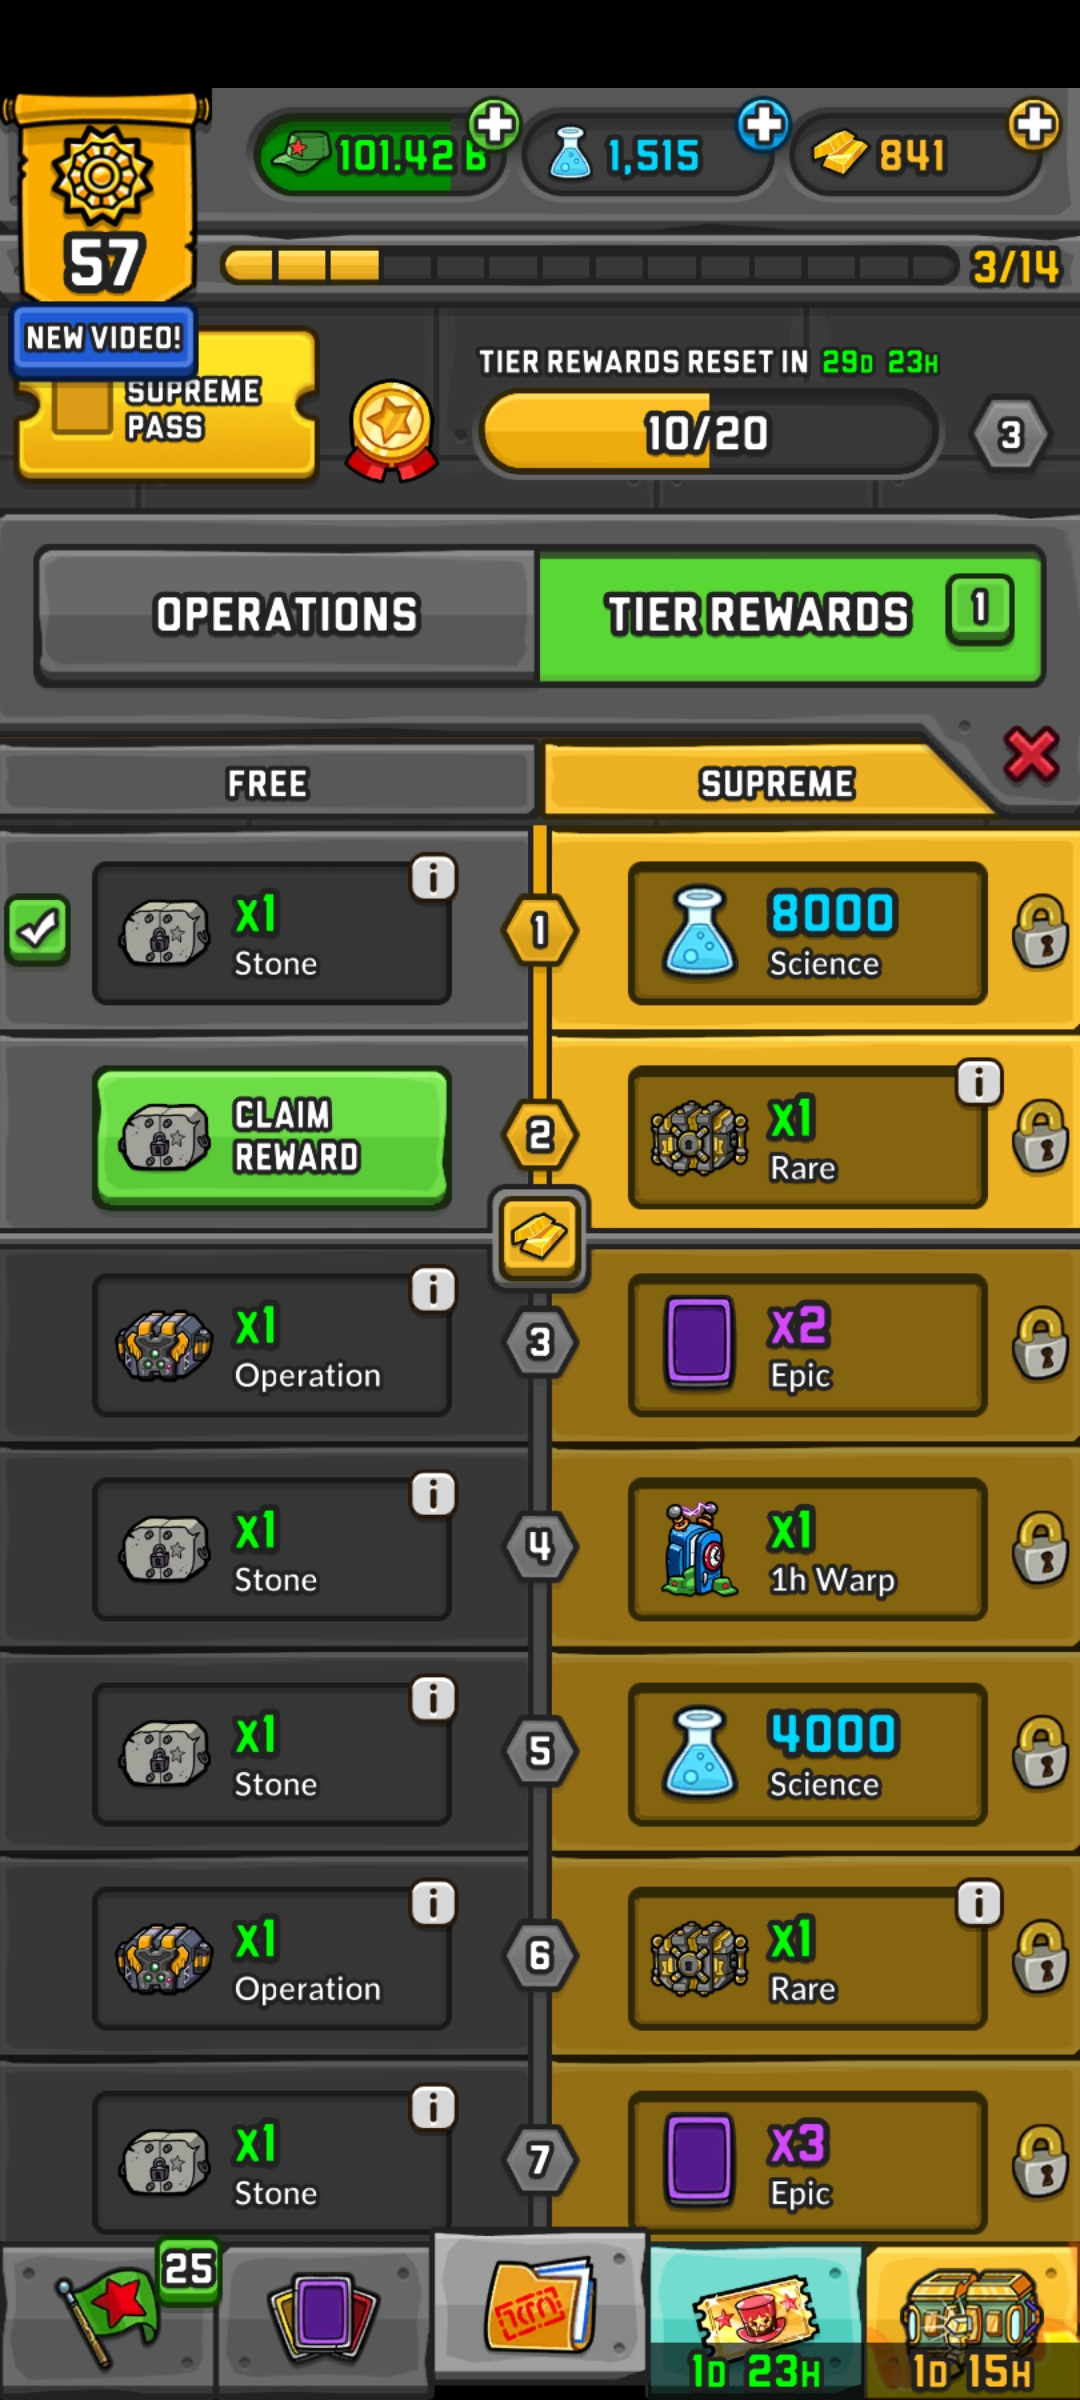 101.42 B
1,515
841
57
3/14
NEW VIDEO!
SUPREME
PASS
TIER REWARDS RESET IN 29D 23H
10/20
3
OPERATIONS
TIER REWARDS
1
FREE
SUPREME
x1
Stone
1
8000
Science
CLAIM
REWARD
2
x1
Rare
x1
Operation
3
x2
Epic
x1
Stone
4
x1
1h Warp
x1
Stone
5
4000
Science
x1
Operation
6
x1
Rare
x1
Stone
7
x3
Epic
25
1D 23H
1D 15H